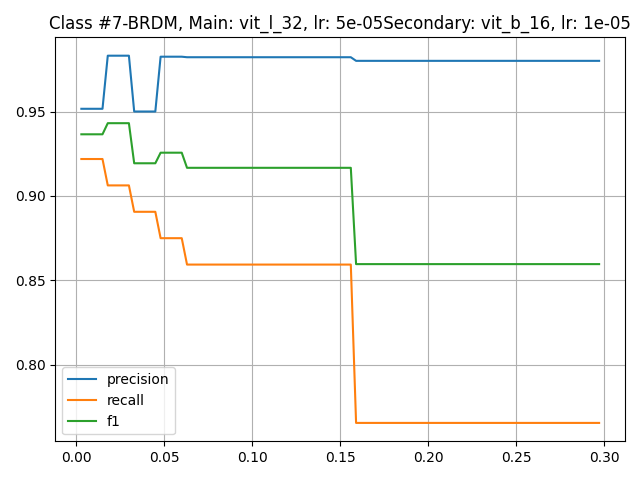 Class #7-BRDM, Main: vit_l_32, lr: 5e-05Secondary: vit_b_16, lr: 1e-05
0.95
0.90
0.85
0.80
precision
recall
f1
0.00 0.05 0.10 0.15 0.20 0.25 0.30